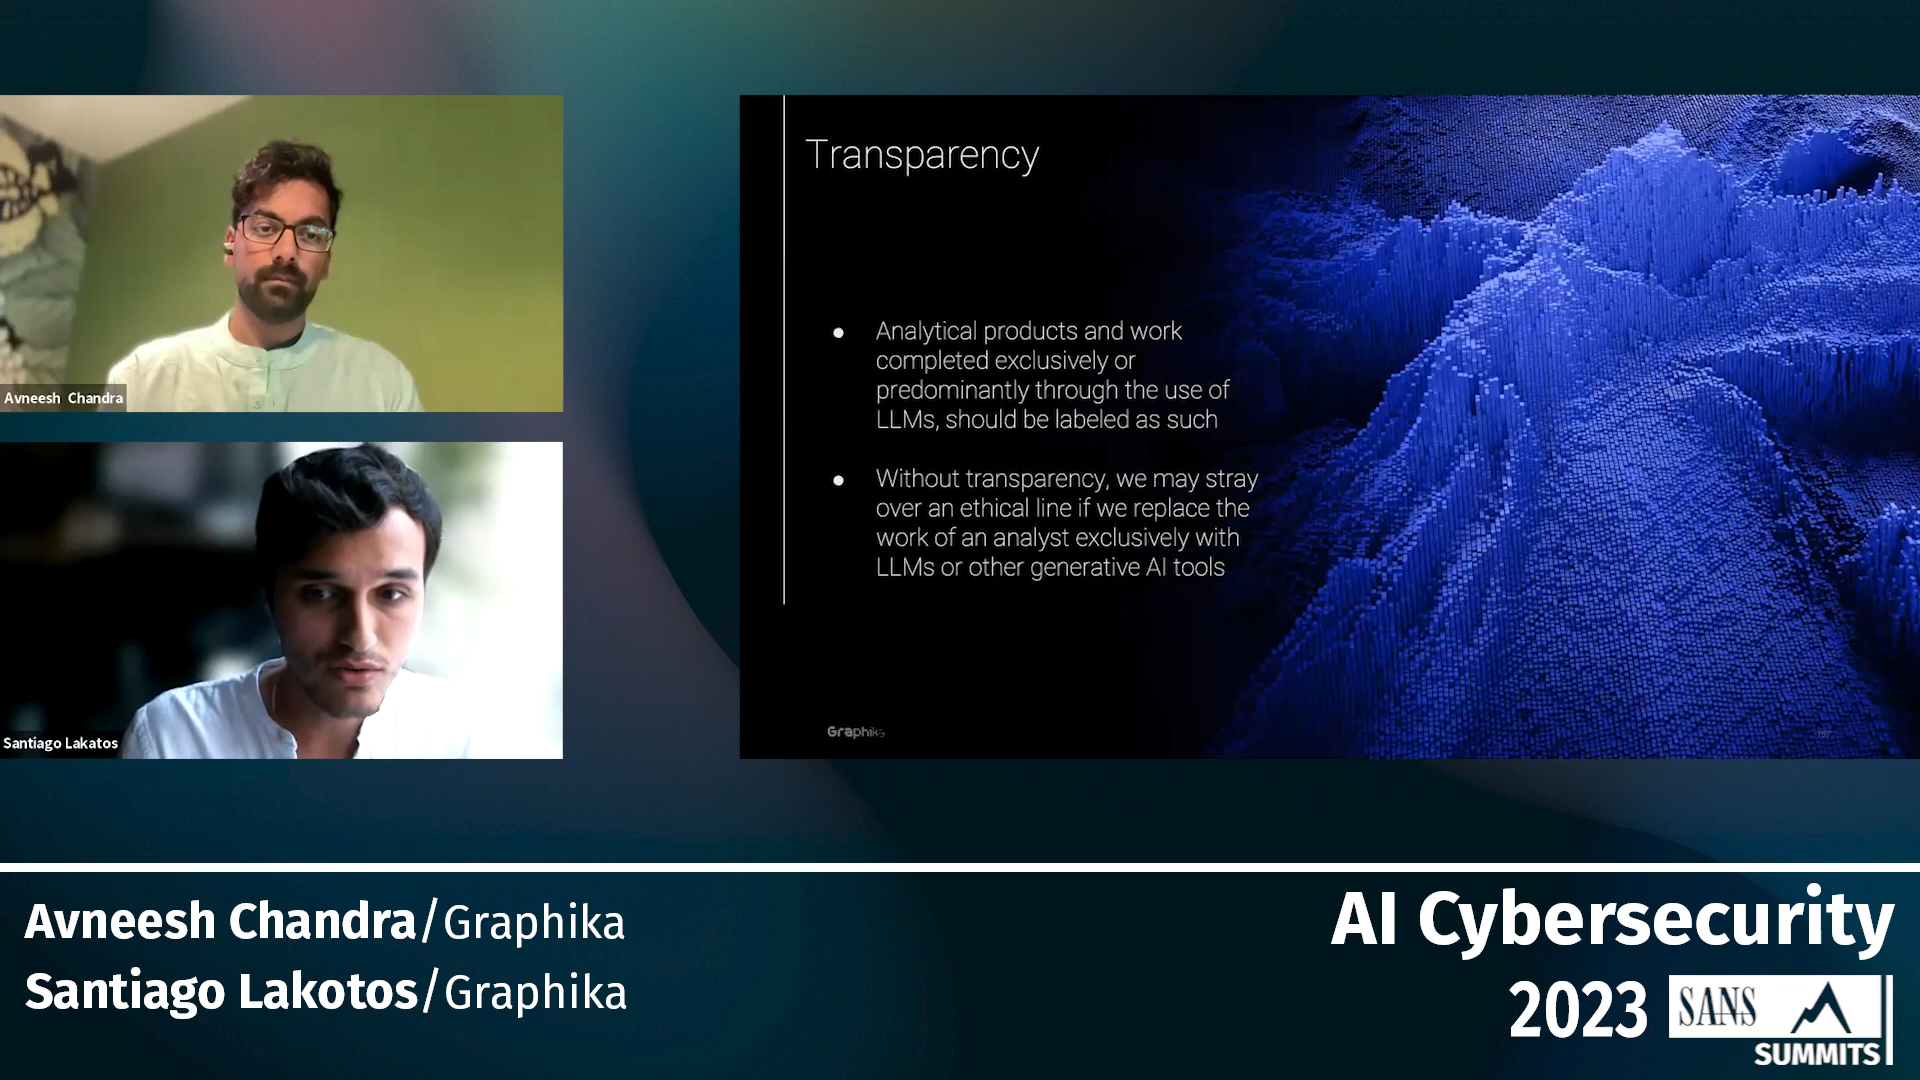 Avneesh Chandra
Santiago Lakatos
Transparency
● Analytical products and work
completed exclusively or
predominantly through the use of
LLMs, should be labeled as such
● Without transparency, we may stray
over an ethical line if we replace the
work of an analyst exclusively with
LLMs or other generative AI tools
Graphika
Avneesh Chandra/Graphika
Santiago Lakotos/Graphika
AI Cybersecurity
2023
SANS
SUMMITS